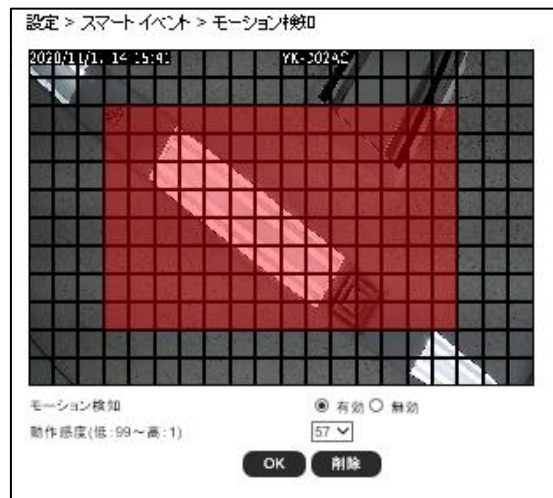 設定 > スマートイベント > モーション検知
2020/11/17 14:15:41 YK-002AC
モーション検知 有効 無効
動作感度(低:99~高:1) 57
OK 削除